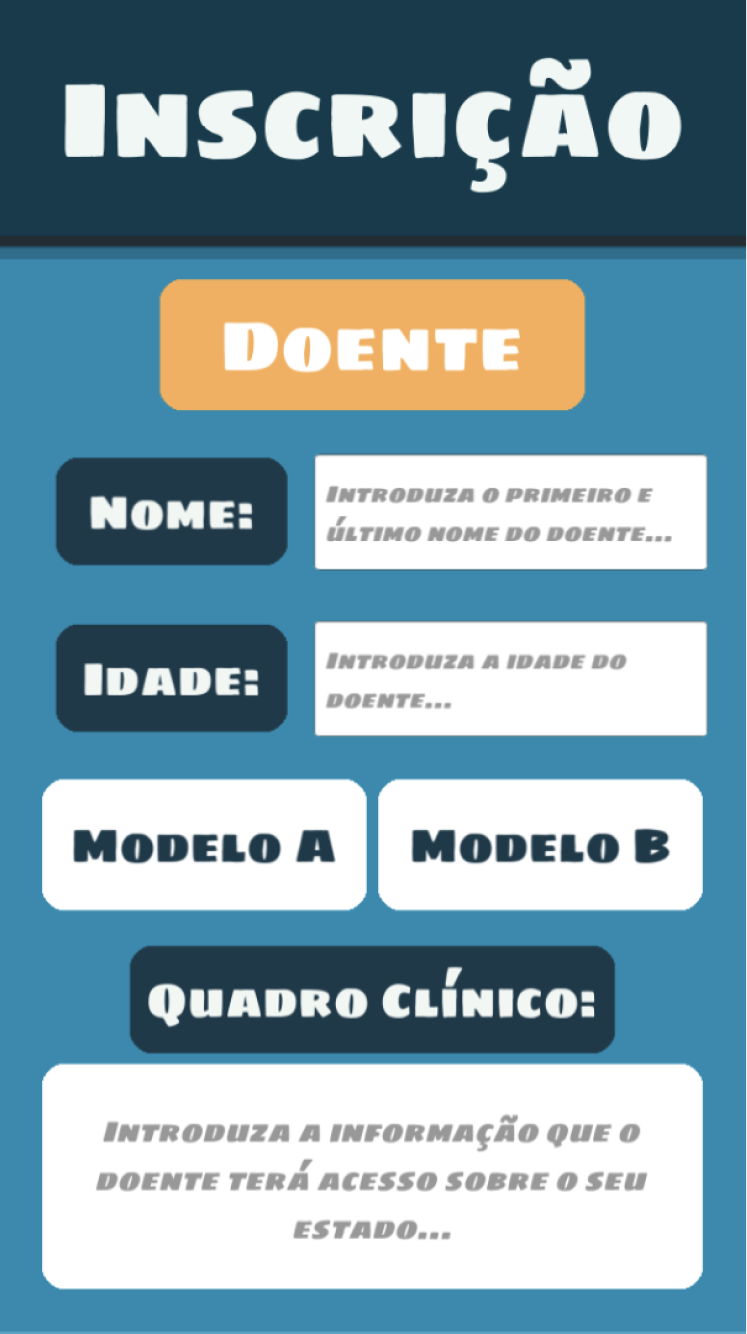 Inscrição
Doente
Nome:
Introduza o primeiro e
último nome do doente...
Idade:
Introduza a idade do
doente...
Modelo A
Modelo B
Quadro Clínico:
Introduza a informação que o
doente terá acesso sobre o seu
estado...